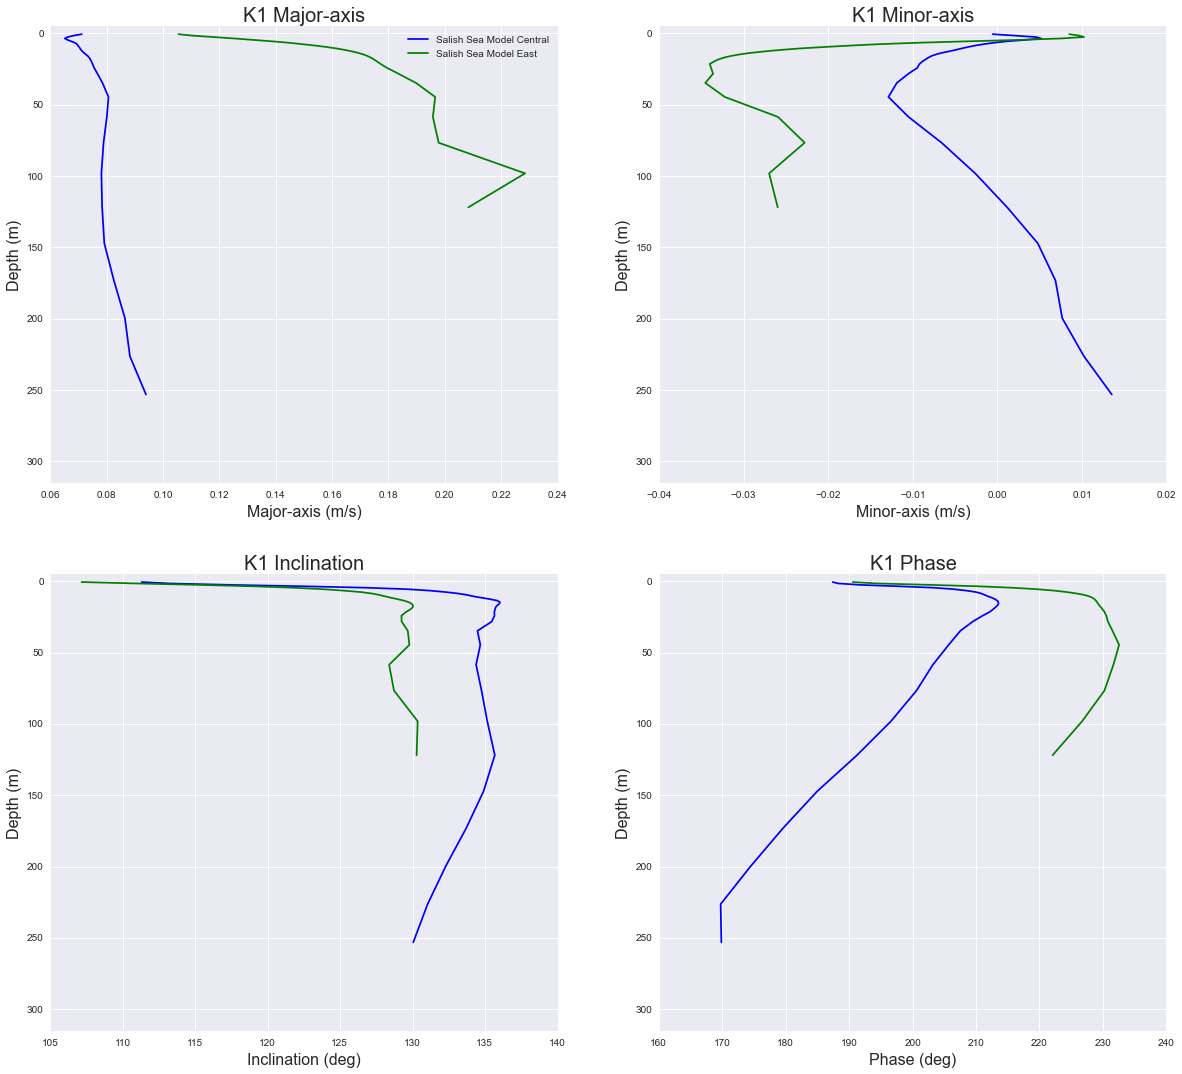 K1 Major-axis
0
50
100
150
200
250
300
Depth (m)
Salish Sea Model Central
Salish Sea Model East
0.06 0.08 0.10 0.12 0.14 0.16 0.18 0.20 0.22 0.24
Major-axis (m/s)
K1 Minor-axis
0
50
100
150
200
250
300
Depth (m)
−0.04 −0.03 −0.02 −0.01 0.00 0.01 0.02
Minor-axis (m/s)
K1 Inclination
0
50
100
150
200
250
300
Depth (m)
105 110 115 120 125 130 135 140
Inclination (deg)
K1 Phase
0
50
100
150
200
250
300
Depth (m)
160 170 180 190 200 210 220 230 240
Phase (deg)